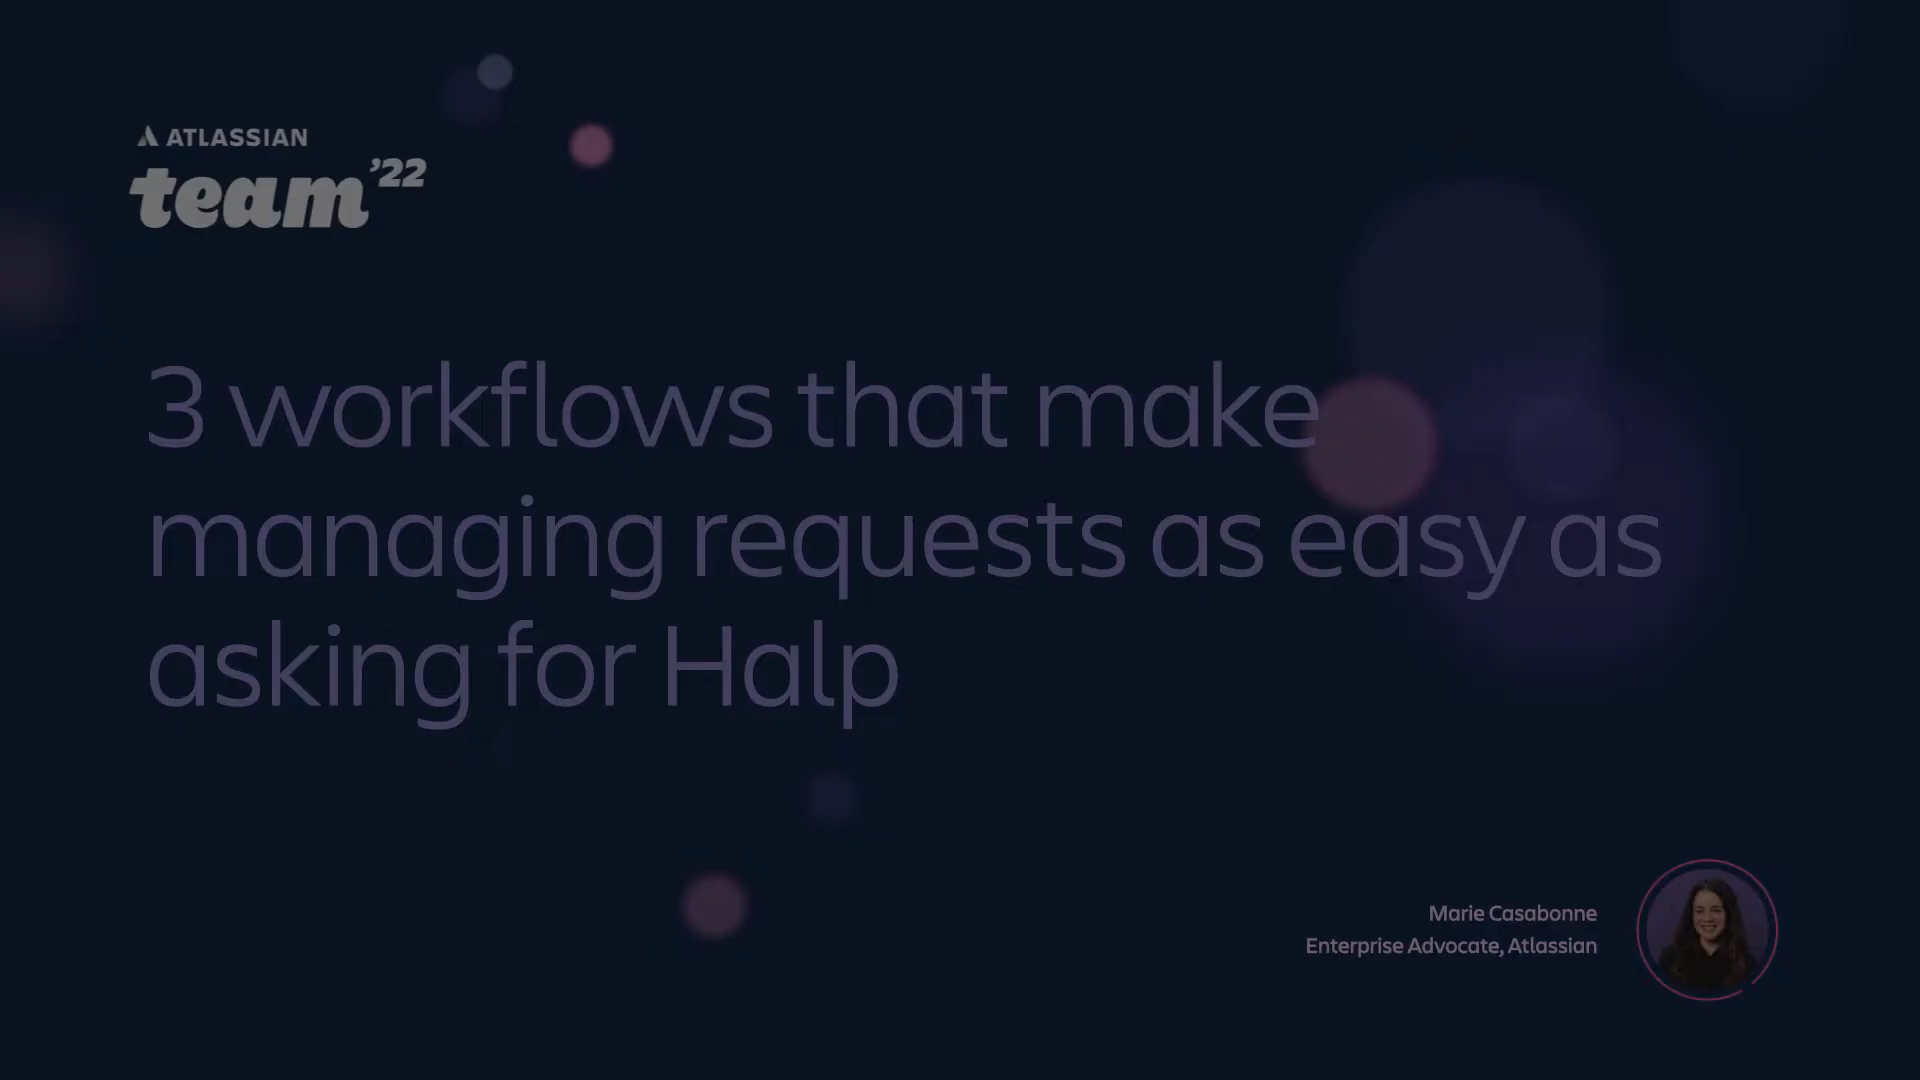 ATLASSIAN
team '22
3 workflows that make
managing requests as easy as
asking for Halp
Marie Casabonne
Enterprise Advocate, Atlassian